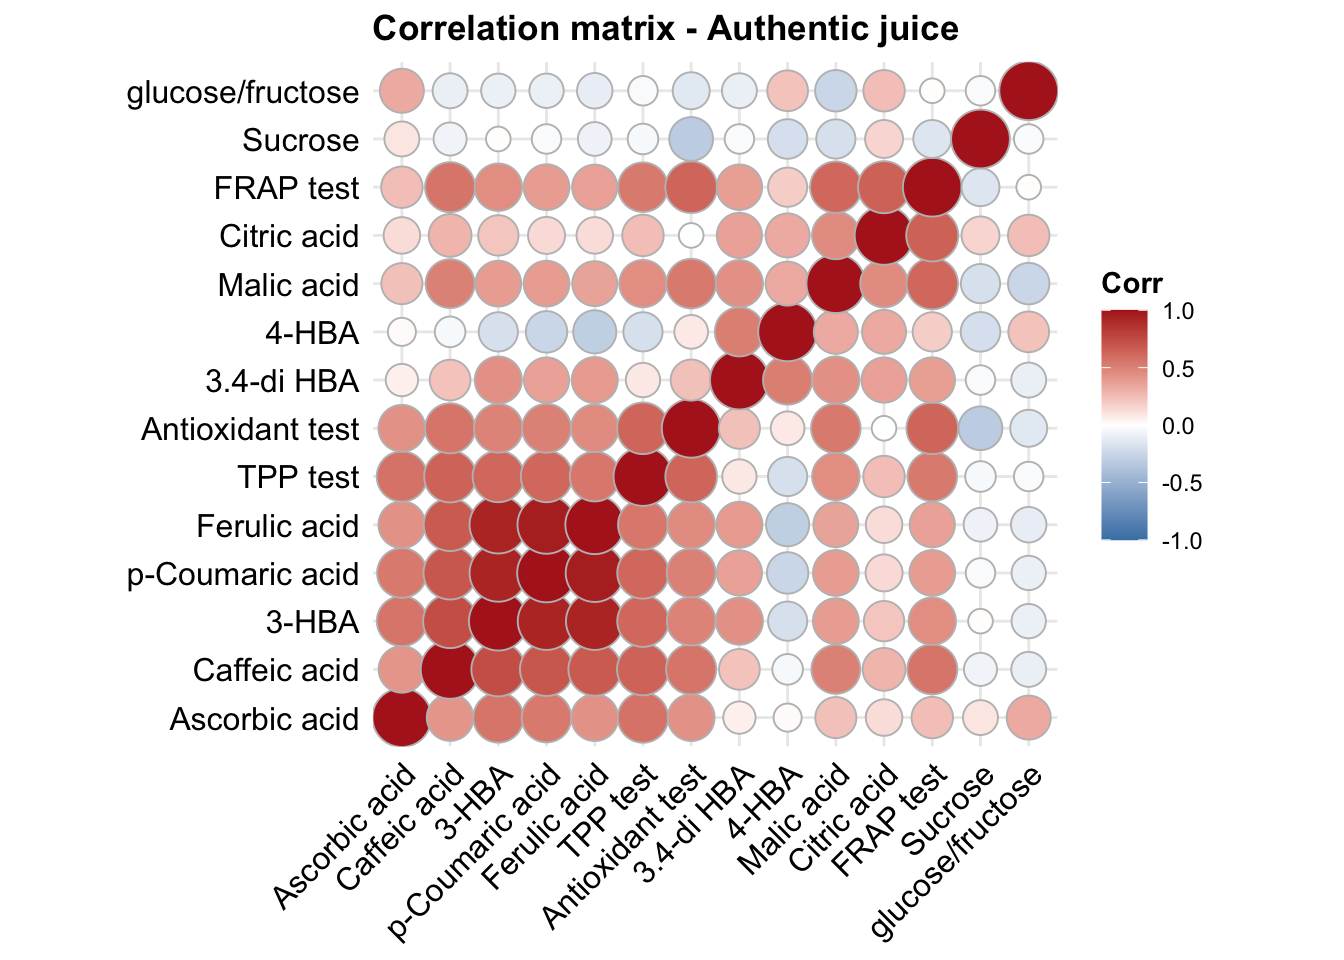 Correlation matrix - Authentic juice
glucose/fructose
Sucrose
FRAP test
Citric acid
Malic acid
4-HBA
3.4-di HBA
Antioxidant test
TPP test
Ferulic acid
p-Coumaric acid
3-HBA
Caffeic acid
Ascorbic acid
Ascorbic acid
Caffeic acid
3-HBA
p-Coumaric acid
Ferulic acid
TPP test
Antioxidant test
3.4-di HBA
4-HBA
Malic acid
Citric acid
FRAP test
Sucrose
glucose/fructose
Corr
1.0
0.5
0.0
-0.5
-1.0